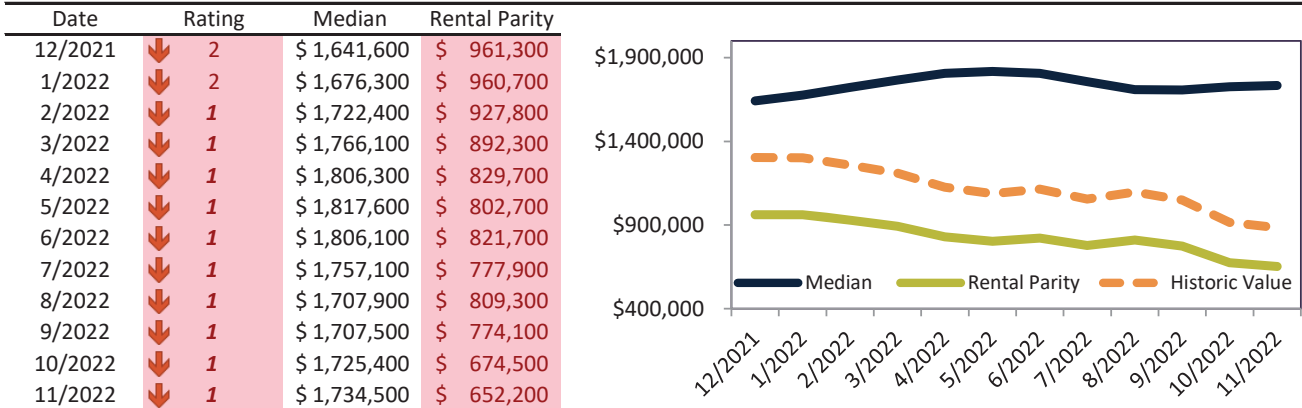 Date Rating Median Rental Parity
12/2021 2 $ 1,641,600 $ 961,300
1/2022 2 $ 1,676,300 $ 960,700
2/2022 1 $ 1,722,400 $ 927,800
3/2022 1 $ 1,766,100 $ 892,300
4/2022 1 $ 1,806,300 $ 829,700
5/2022 1 $ 1,817,600 $ 802,700
6/2022 1 $ 1,806,100 $ 821,700
7/2022 1 $ 1,757,100 $ 777,900
8/2022 1 $ 1,707,900 $ 809,300
9/2022 1 $ 1,707,500 $ 774,100
10/2022 1 $ 1,725,400 $ 674,500
11/2022 1 $ 1,734,500 $ 652,200
$1,900,000
$1,400,000
$900,000
$400,000
Median Rental Parity Historic Value
12/2021 1/2022 2/2022 3/2022 4/2022 5/2022 6/2022 7/2022 8/2022 9/2022 10/2022 11/2022